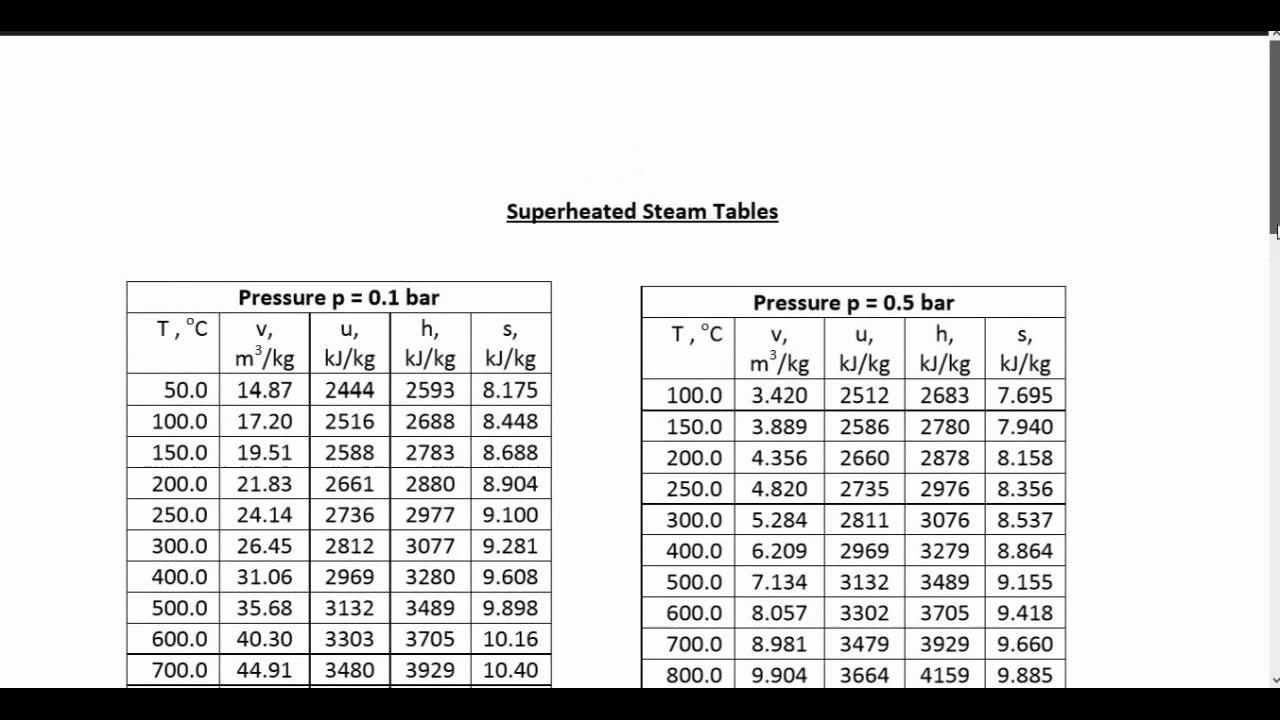 Superheated Steam Tables
Pressure p = 0.1 bar
T , °C v, m³/kg u, kJ/kg h, kJ/kg s, kJ/kg
50.0 14.87 2444 2593 8.175
100.0 17.20 2516 2688 8.448
150.0 19.51 2588 2783 8.688
200.0 21.83 2661 2880 8.904
250.0 24.14 2736 2977 9.100
300.0 26.45 2812 3077 9.281
400.0 31.06 2969 3280 9.608
500.0 35.68 3132 3489 9.898
600.0 40.30 3303 3705 10.16
700.0 44.91 3480 3929 10.40
Pressure p = 0.5 bar
T , °C v, m³/kg u, kJ/kg h, kJ/kg s, kJ/kg
100.0 3.420 2512 2683 7.695
150.0 3.889 2586 2780 7.940
200.0 4.356 2660 2878 8.158
250.0 4.820 2735 2976 8.356
300.0 5.284 2811 3076 8.537
400.0 6.209 2969 3279 8.864
500.0 7.134 3132 3489 9.155
600.0 8.057 3302 3705 9.418
700.0 8.981 3479 3929 9.660
800.0 9.904 3664 4159 9.885